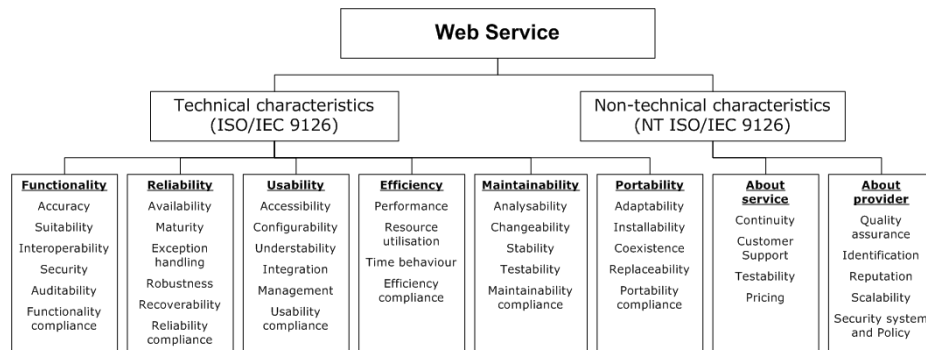 Web Service
Technical characteristics
(ISO/IEC 9126)
Non-technical characteristics
(NT ISO/IEC 9126)
Functionality
Accuracy
Suitability
Interoperability
Security
Auditability
Functionality
compliance
Reliability
Availability
Maturity
Exception
handling
Robustness
Recoverability
Reliability
compliance
Usability
Accessibility
Configurability
Understability
Integration
Management
Usability
compliance
Efficiency
Performance
Resource
utilisation
Time behaviour
Efficiency
compliance
Maintainability
Analysability
Changeability
Stability
Testability
Maintainability
compliance
Portability
Adaptability
Installability
Coexistence
Replaceability
Portability
compliance
About
service
Continuity
Customer
Support
Testability
Pricing
About
provider
Quality
assurance
Identification
Reputation
Scalability
Security system
and Policy